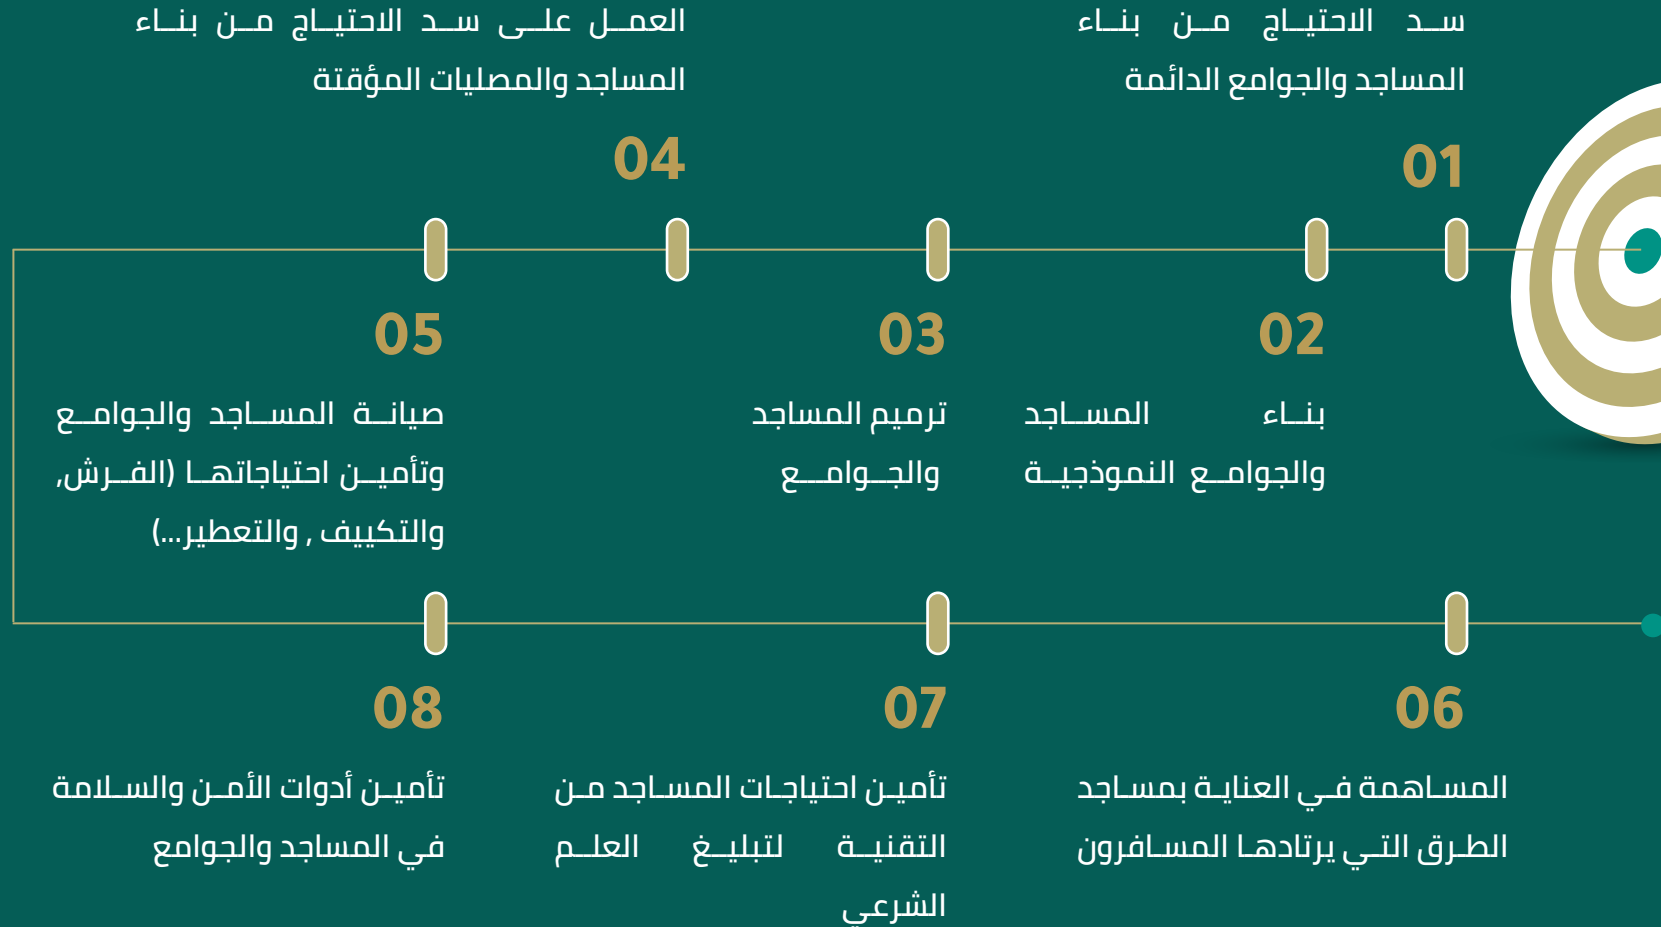 سد الاحتياج من بناء
المساجد والجوامع الدائمة
01
02
بناء المساجد
والجوامع النموذجية
03
ترميم المساجد
والجوامع
العمل على سد الاحتياج من بناء
المساجد والمصليات المؤقتة
04
05
صيانة المساجد والجوامع
وتأمين احتياجاتها (الفرش,
والتكييف , والتعطير...)
06
المساهمة في العناية بمساجد
الطرق التي يرتادها المسافرون
07
تأمين احتياجات المساجد من
التقنية لتبليغ العلم
الشرعي
08
تأمين أدوات الأمن والسلامة
في المساجد والجوامع